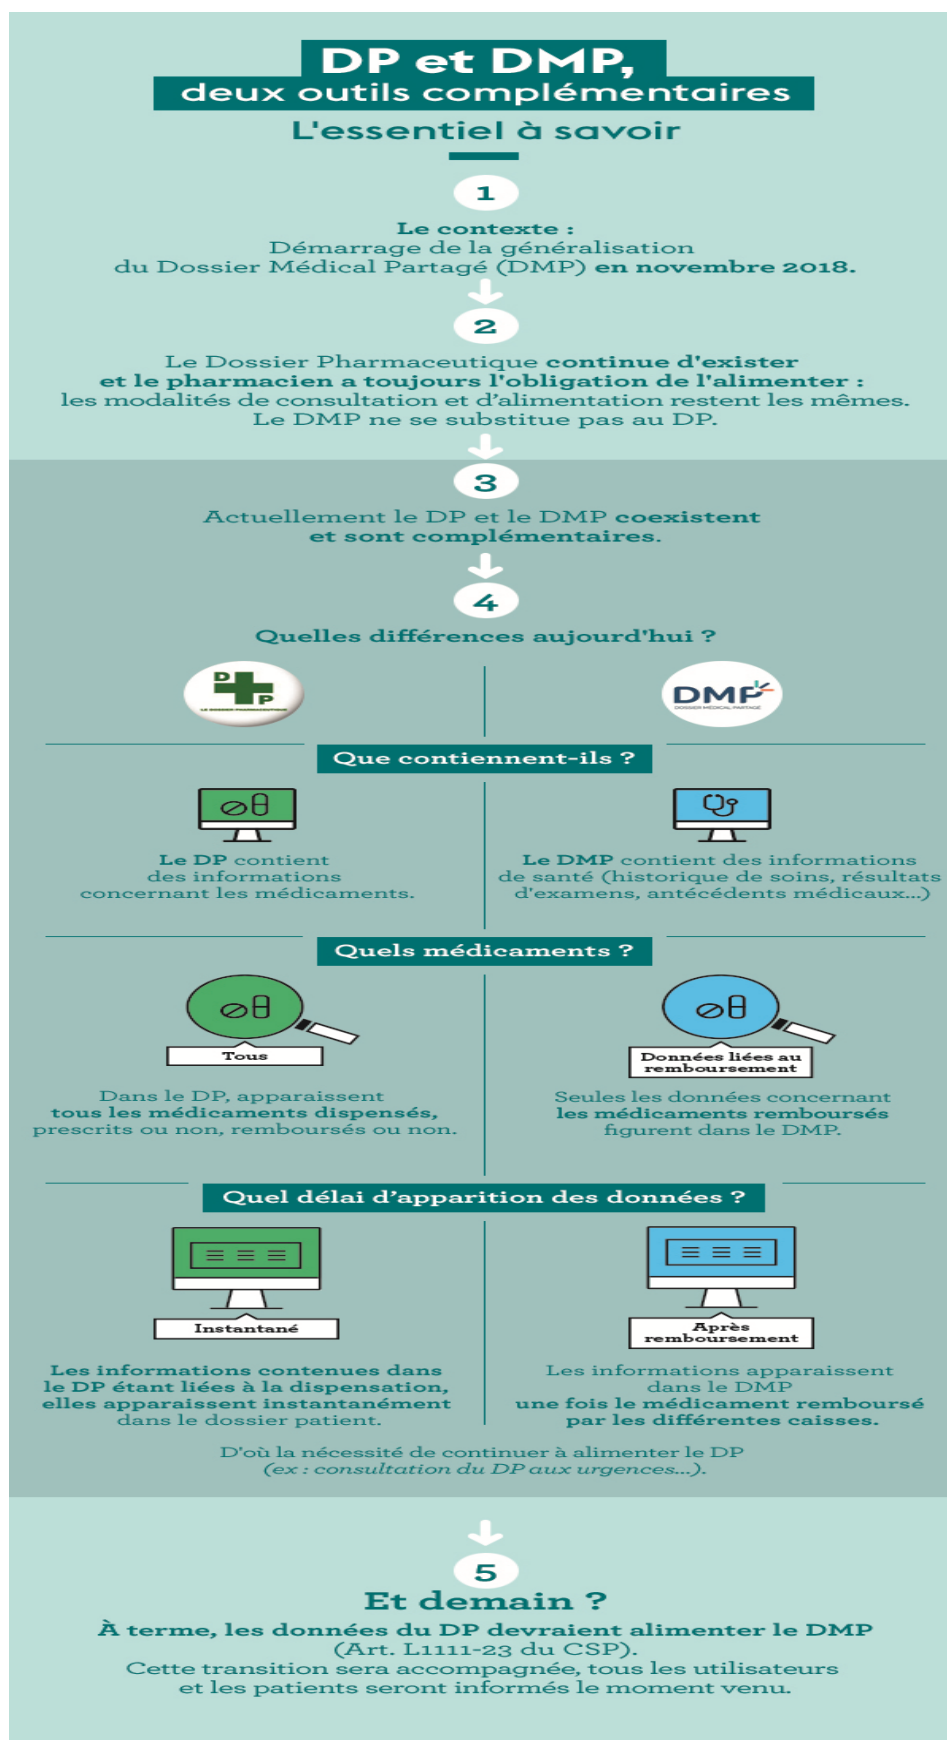 DP et DMP,
deux outils complémentaires
L'essentiel à savoir
1
Le contexte :
Démarrage de la généralisation
du Dossier Médical Partagé (DMP) en novembre 2018.
2
Le Dossier Pharmaceutique continue d'exister
et le pharmacien a toujours l'obligation de l'alimenter :
les modalités de consultation et d'alimentation restent les mêmes.
Le DMP ne se substitue pas au DP.
3
Actuellement le DP et le DMP coexistent
et sont complémentaires.
4
Quelles différences aujourd'hui ?
D
P
LE DOSSIER PHARMACEUTIQUE
DMP
DOSSIER MÉDICAL PARTAGÉ
Que contiennent-ils ?
Le DP contient
des informations
concernant les médicaments.
Le DMP contient des informations
de santé (historique de soins, résultats
d'examens, antécédents médicaux...)
Quels médicaments ?
Tous
Dans le DP, apparaissent
tous les médicaments dispensés,
prescrits ou non, remboursés ou non.
Données liées au
remboursement
Seules les données concernant
les médicaments remboursés
figurent dans le DMP.
Quel délai d'apparition des données ?
Instantané
Les informations contenues dans
le DP étant liées à la dispensation,
elles apparaissent instantanément
dans le dossier patient.
Après
remboursement
Les informations apparaissent
dans le DMP
une fois le médicament remboursé
par les différentes caisses.
D'où la nécessité de continuer à alimenter le DP
(ex : consultation du DP aux urgences...).
5
Et demain ?
À terme, les données du DP devraient alimenter le DMP
(Art. L1111-23 du CSP).
Cette transition sera accompagnée, tous les utilisateurs
et les patients seront informés le moment venu.